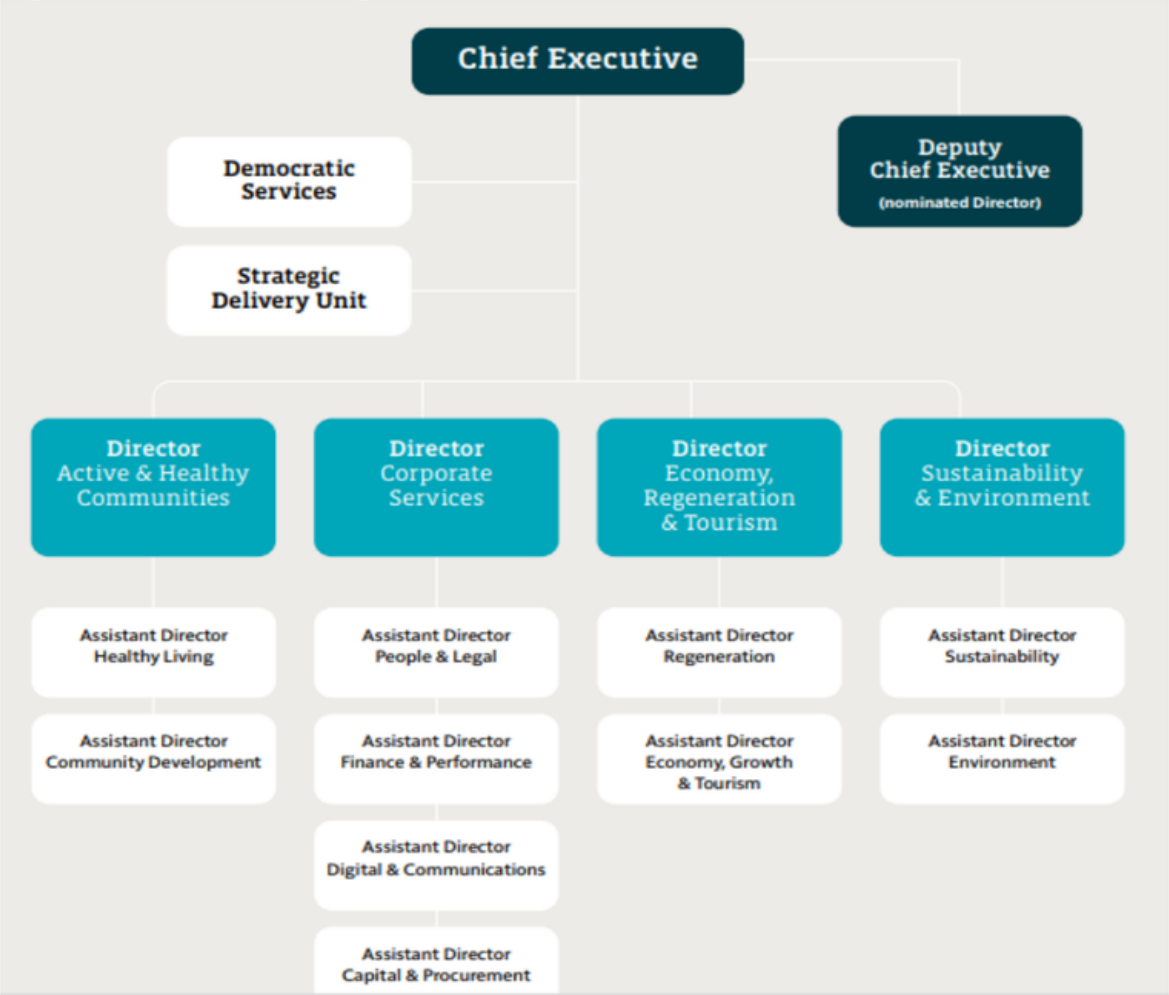 Chief Executive
Deputy
Chief Executive
(nominated Director)
Democratic
Services
Strategic
Delivery Unit
Director
Active & Healthy
Communities
Director
Corporate
Services
Director
Economy,
Regeneration
& Tourism
Director
Sustainability
& Environment
Assistant Director
Healthy Living
Assistant Director
People & Legal
Assistant Director
Regeneration
Assistant Director
Sustainability
Assistant Director
Community Development
Assistant Director
Finance & Performance
Assistant Director
Economy, Growth
& Tourism
Assistant Director
Environment
Assistant Director
Digital & Communications
Assistant Director
Capital & Procurement